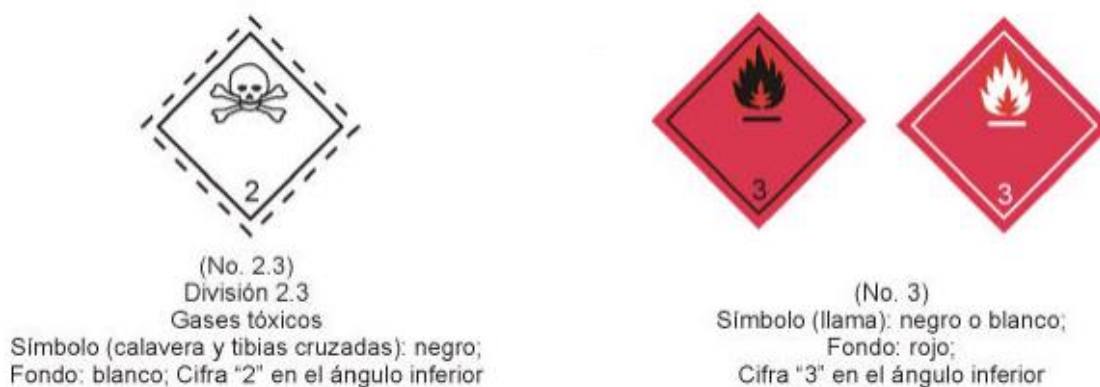 2
(No. 2.3)
División 2.3
Gases tóxicos
Símbolo (calavera y tibias cruzadas): negro;
Fondo: blanco; Cifra “2” en el ángulo inferior
3
3
(No. 3)
Símbolo (llama): negro o blanco;
Fondo: rojo;
Cifra “3” en el ángulo inferior